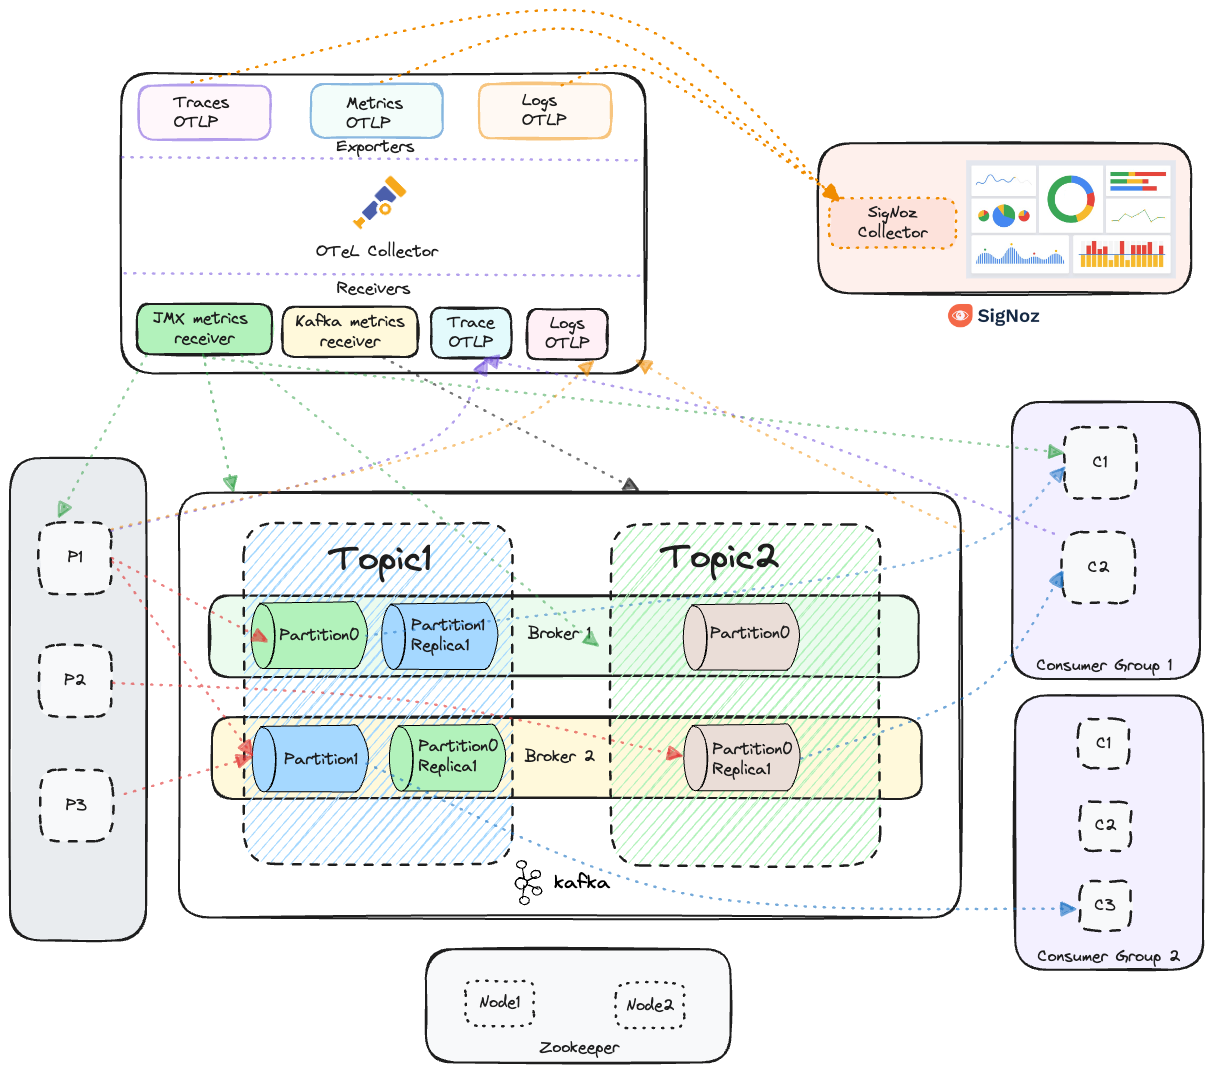 Traces
OTLP
Metrics
OTLP
Logs
OTLP
Exporters
OTeL Collector
Receivers
JMX metrics
receiver
Kafka metrics
receiver
Trace
OTLP
Logs
OTLP
SigNoz
Collector
SigNoz
P1
P2
P3
Topic1
Topic2
Partition0
Partition1
Replica1
Broker 1
Partition0
Partition1
Partition0
Replica1
Broker 2
Partition0
Replica1
kafka
C1
C2
Consumer Group 1
C1
C2
C3
Consumer Group 2
Node1
Node2
Zookeeper